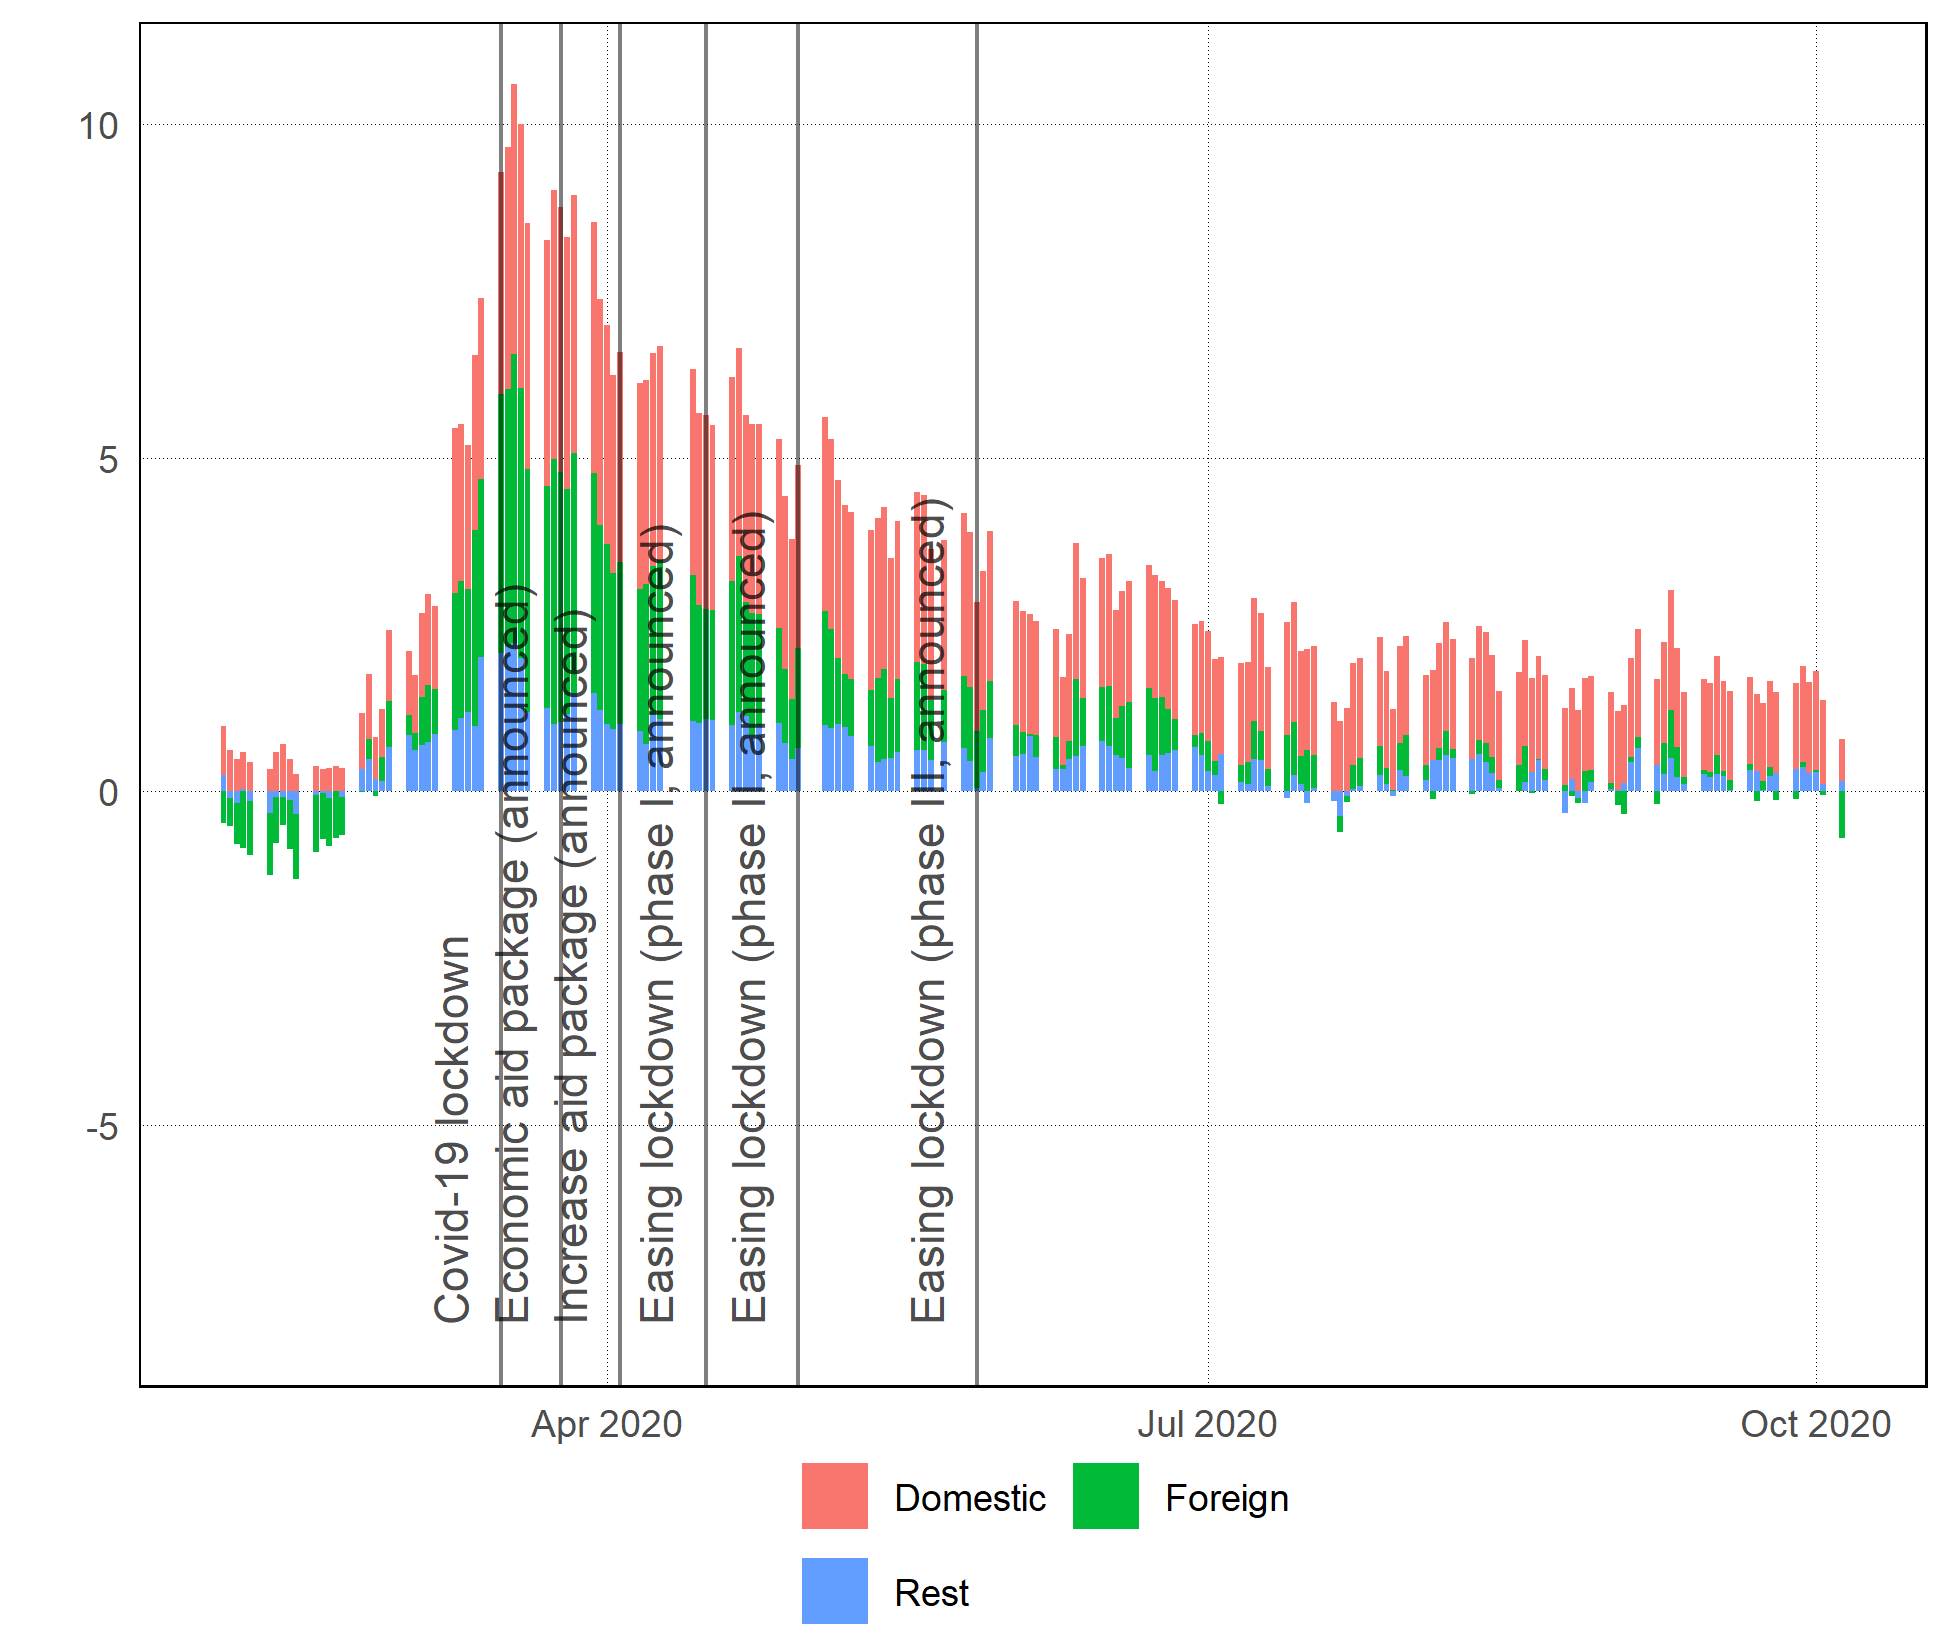 10
5
0
-5
Covid-19 lockdown
Economic aid package (announced)
Increase aid package (announced)
Easing lockdown (phase I, announced)
Easing lockdown (phase II, announced)
Easing lockdown (phase III, announced)
Apr 2020
Jul 2020
Oct 2020
Domestic
Foreign
Rest